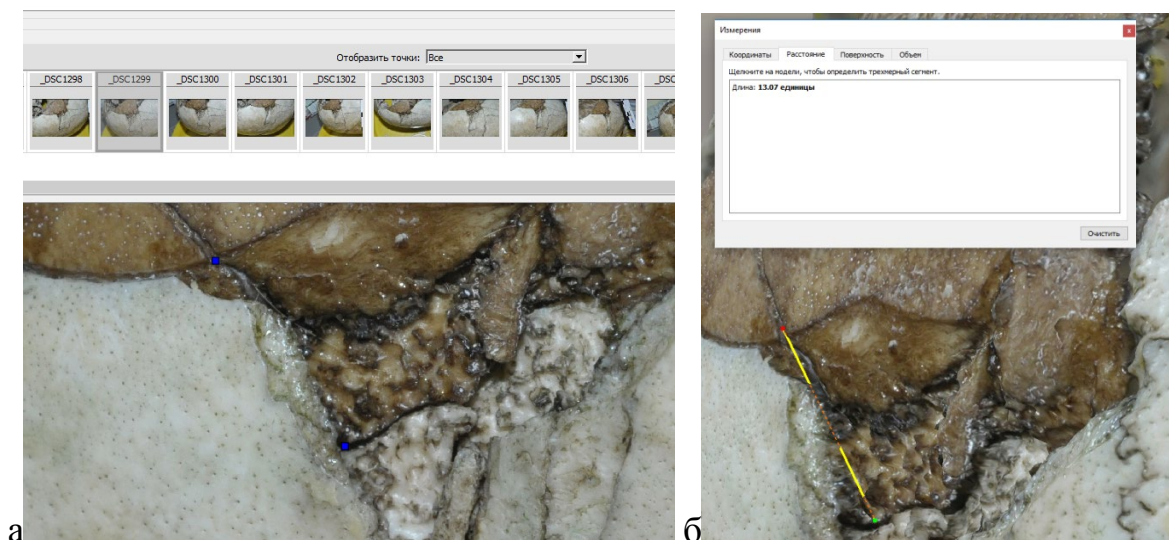 Отобразить точки: Все
_DSC1298 _DSC1299 _DSC1300 _DSC1301 _DSC1302 _DSC1303 _DSC1304 _DSC1305 _DSC1306 _DSC
а
Измерения x
Координаты Расстояние Поверхность Объем
Щелкните на модели, чтобы определить трехмерный сегмент.
Длина: 13.07 единицы
Очистить
б